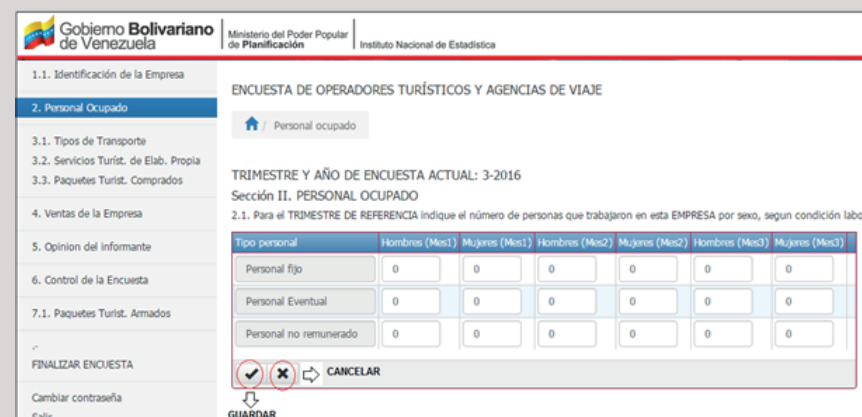 Gobierno Bolivariano
de Venezuela
Ministerio del Poder Popular
de Planificación
Instituto Nacional de Estadística
1.1. Identificación de la Empresa
2. Personal Ocupado
3.1. Tipos de Transporte
3.2. Servicios Turíst. de Elab. Propia
3.3. Paquetes Turist. Comprados
4. Ventas de la Empresa
5. Opinion del informante
6. Control de la Encuesta
7.1. Paquetes Turist. Armados
.-
FINALIZAR ENCUESTA
Cambiar contraseña
Salir
ENCUESTA DE OPERADORES TURÍSTICOS Y AGENCIAS DE VIAJE
/ Personal ocupado
TRIMESTRE Y AÑO DE ENCUESTA ACTUAL: 3-2016
Sección II. PERSONAL OCUPADO
2.1. Para el TRIMESTRE DE REFERENCIA indique el número de personas que trabajaron en esta EMPRESA por sexo, segun condición labo
Tipo personal Hombres (Mes1) Mujeres (Mes1) Hombres (Mes2) Mujeres (Mes2) Hombres (Mes3) Mujeres (Mes3)
Personal fijo 0 0 0 0 0 0
Personal Eventual 0 0 0 0 0 0
Personal no remunerado 0 0 0 0 0 0
CANCELAR
GUARDAR